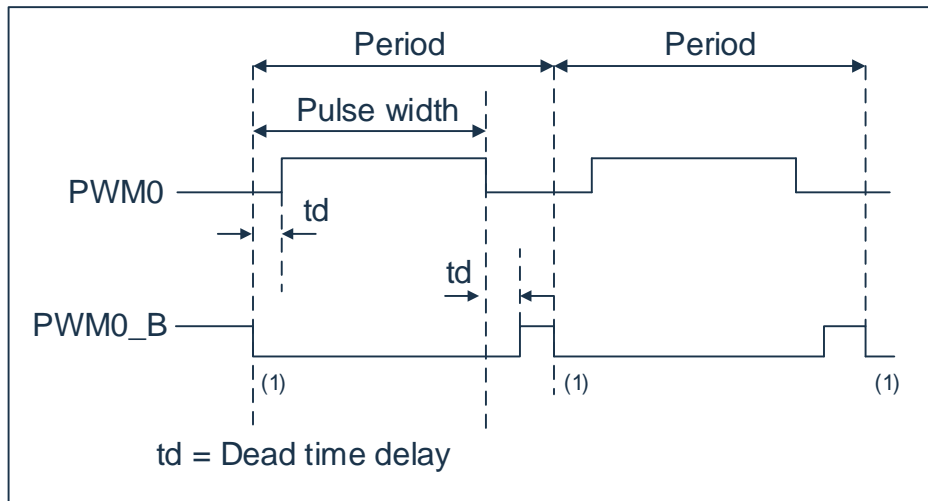 Period Period
Pulse width
PWM0
td
td
PWM0_B
(1) (1) (1)
td = Dead time delay